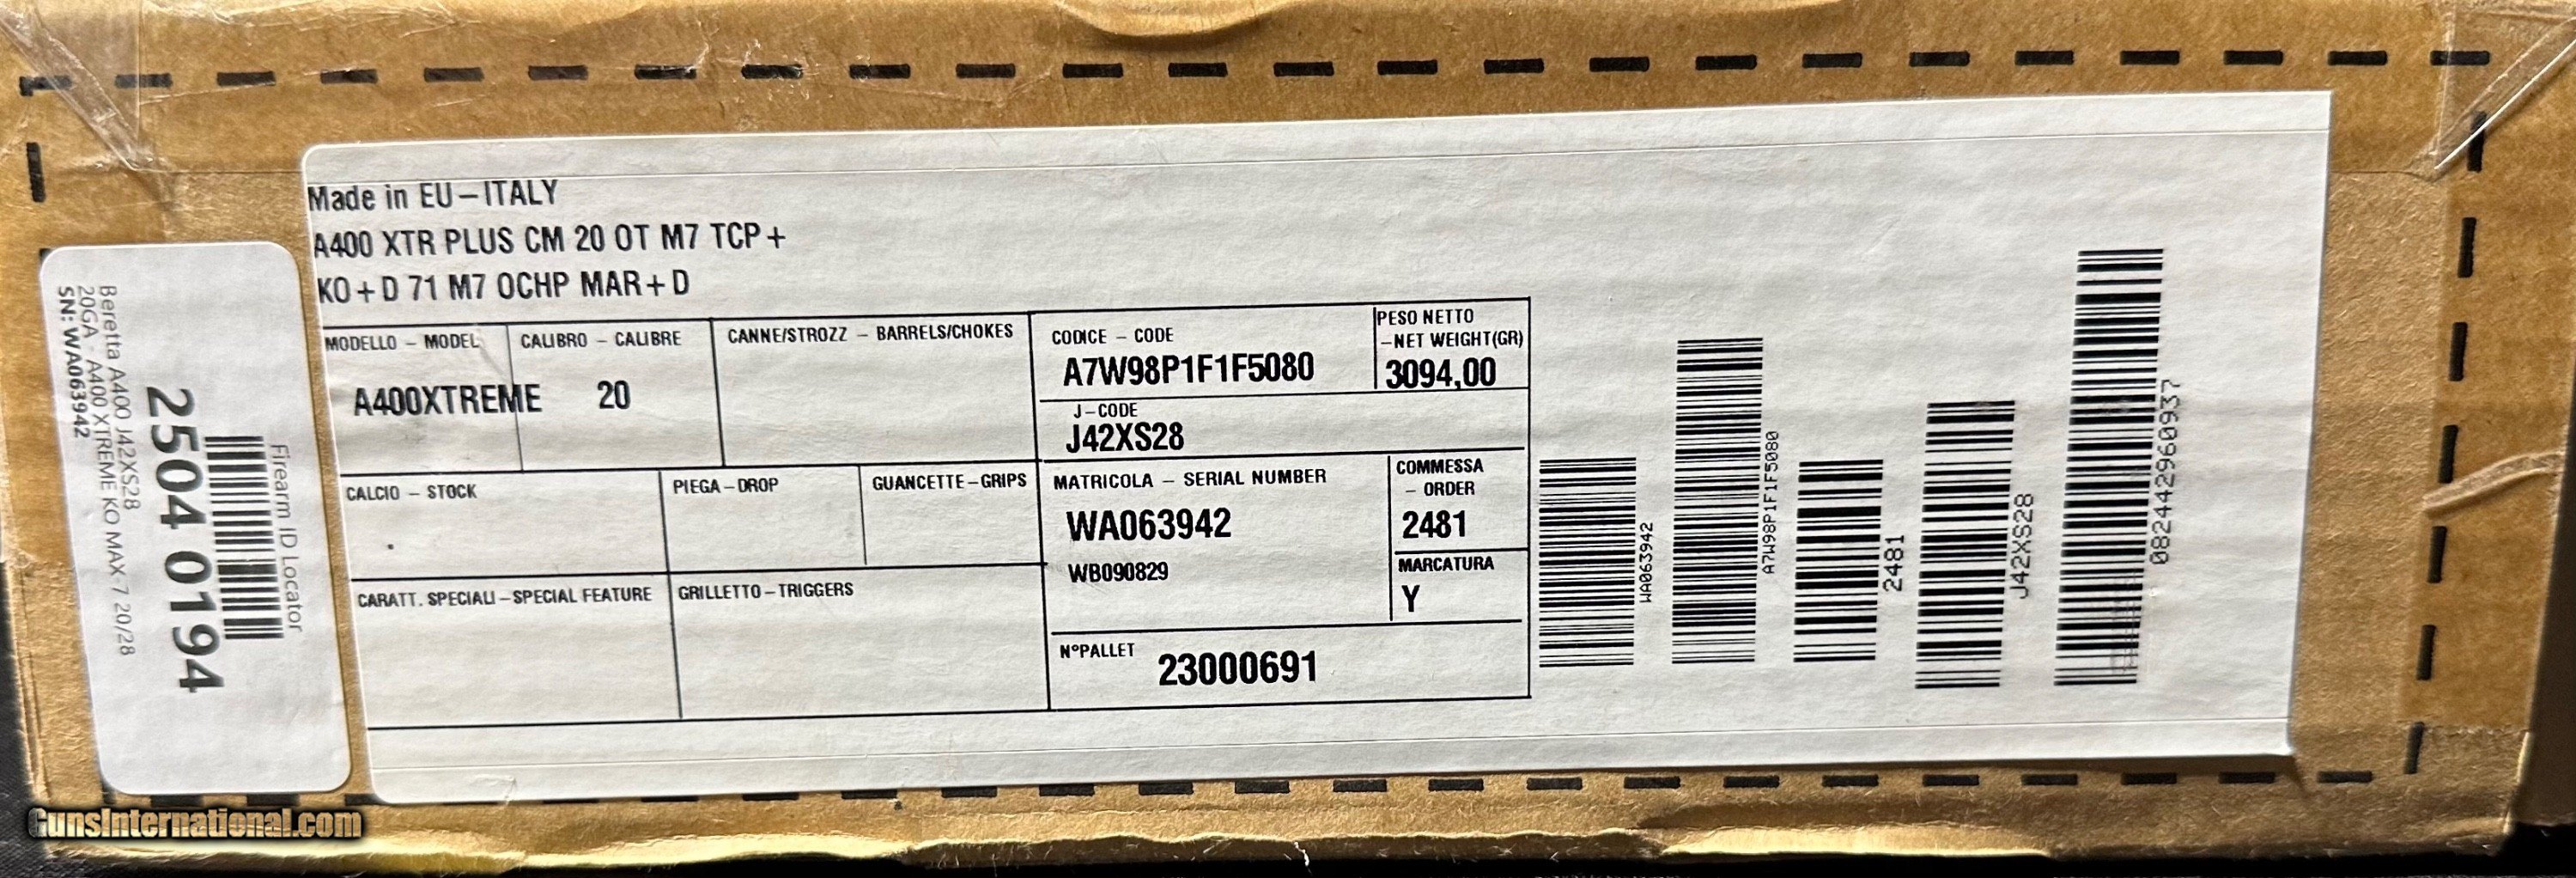 Made in EU-ITALY
A400 XTR PLUS CM 20 OT M7 TCP+
KO+D 71 M7 OCHP MAR+D
MODELLO - MODEL
A400XTREME
CALIBRO - CALIBRE
20
CANNE/STROZZ - BARRELS/CHOKES
CODICE - CODE
A7W98P1F1F5080
PESO NETTO
-NET WEIGHT(GR)
3094,00
J-CODE
J42XS28
CALCIO - STOCK
PIEGA-DROP
GUANCETTE-GRIPS
MATRICOLA - SERIAL NUMBER
WA063942
WB090829
COMMESSA
- ORDER
2481
MARCATURA
Y
CARATT. SPECIALI-SPECIAL FEATURE
GRILLETTO-TRIGGERS
N°PALLET
23000691
WA063942
A7W98P1F1F5080
2481
J42XS28
082442960937
Firearm ID Locator
2504 0194
Beretta A400 J42XS28
20GA - A400 XTREME KO MAX-7 20/28
SN: WA063942
GunsInternational.com